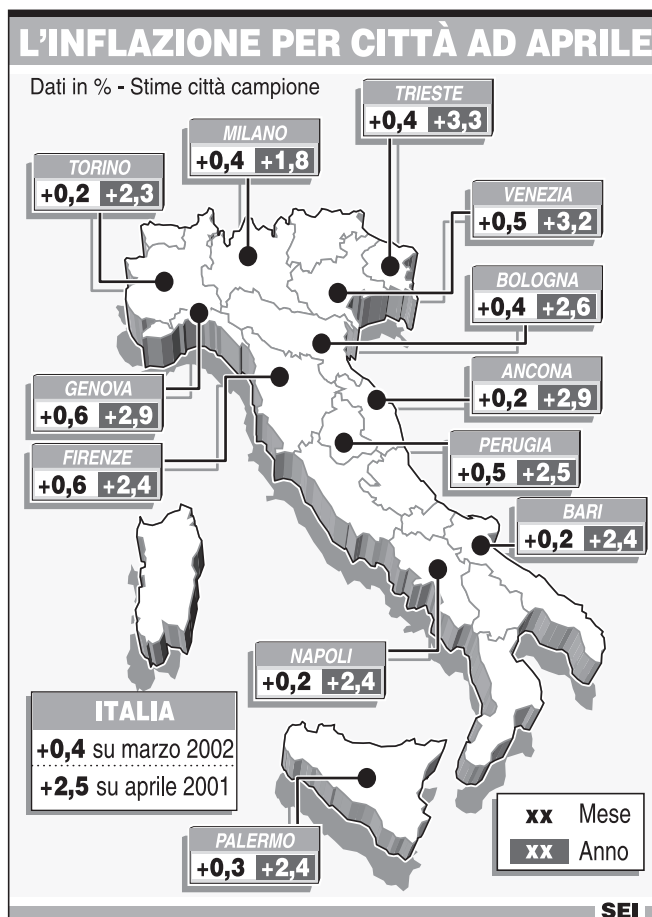 L'INFLAZIONE PER CITTÀ AD APRILE
Dati in % - Stime città campione
TRIESTE
+0,4 +3,3
MILANO
+0,4 +1,8
TORINO
+0,2 +2,3
VENEZIA
+0,5 +3,2
BOLOGNA
+0,4 +2,6
GENOVA
+0,6 +2,9
ANCONA
+0,2 +2,9
FIRENZE
+0,6 +2,4
PERUGIA
+0,5 +2,5
BARI
+0,2 +2,4
NAPOLI
+0,2 +2,4
ITALIA
+0,4 su marzo 2002
+2,5 su aprile 2001
PALERMO
+0,3 +2,4
xx Mese
xx Anno
SEI